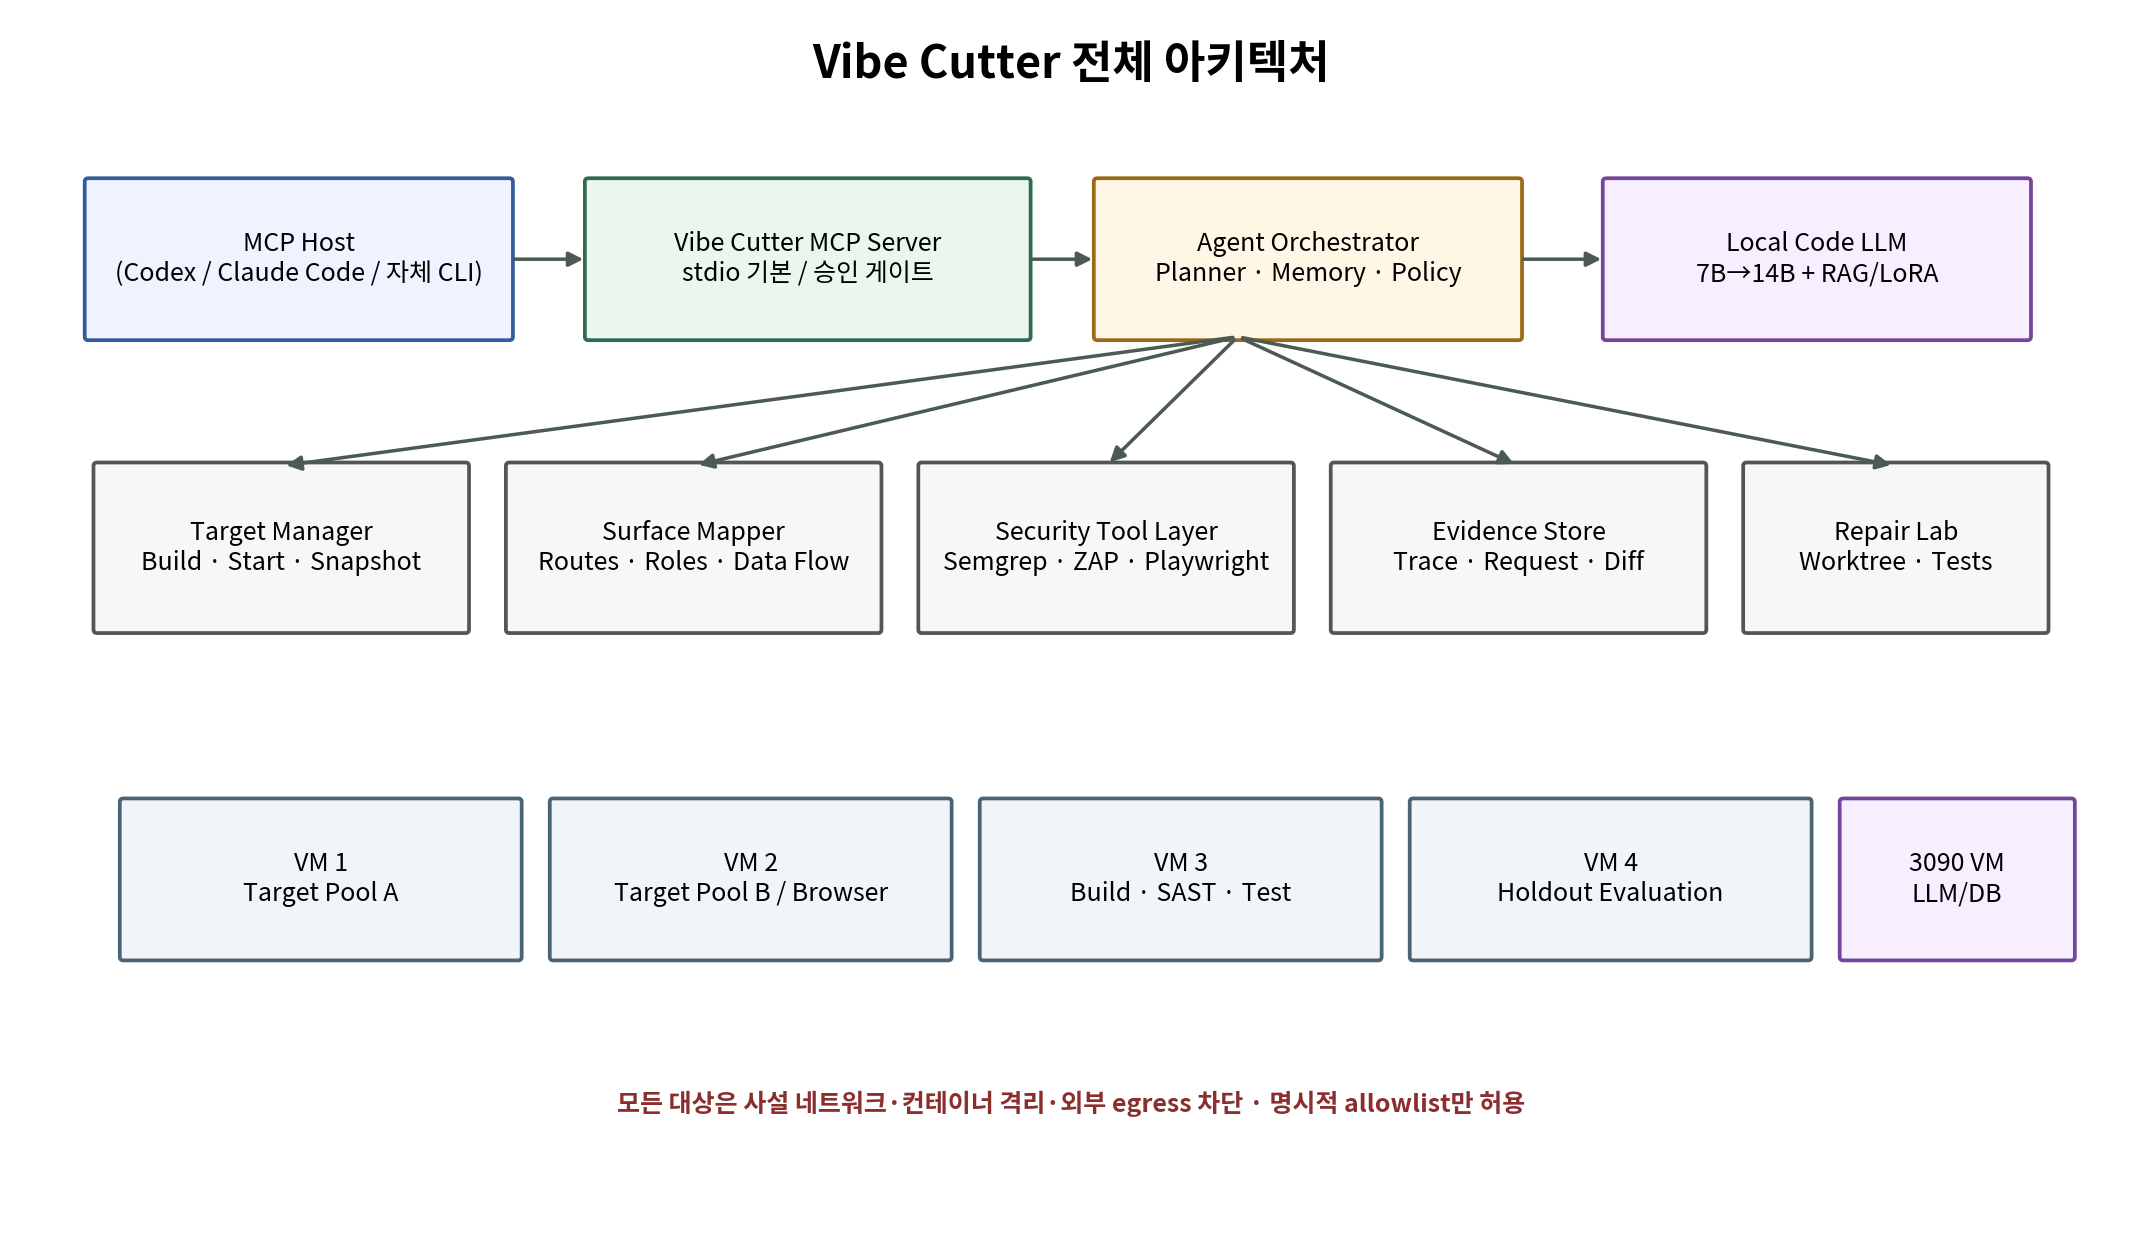 Vibe Cutter 전체 아키텍처
MCP Host
(Codex / Claude Code / 자체 CLI)
Vibe Cutter MCP Server
stdio 기본 / 승인 게이트
Agent Orchestrator
Planner · Memory · Policy
Local Code LLM
7B→14B + RAG/LoRA
Target Manager
Build · Start · Snapshot
Surface Mapper
Routes · Roles · Data Flow
Security Tool Layer
Semgrep · ZAP · Playwright
Evidence Store
Trace · Request · Diff
Repair Lab
Worktree · Tests
VM 1
Target Pool A
VM 2
Target Pool B / Browser
VM 3
Build · SAST · Test
VM 4
Holdout Evaluation
3090 VM
LLM/DB
모든 대상은 사설 네트워크·컨테이너 격리·외부 egress 차단 · 명시적 allowlist만 허용